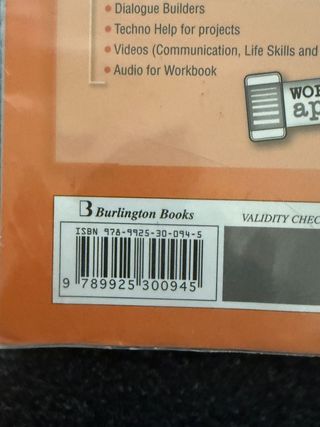 • Dialogue Builders
• Techno Help for projects
• Videos (Communication, Life Skills and
• Audio for Workbook
Burlington Books
VALIDITY CHEC
ISBN 978-9925-30-094-5
9 789925 300945